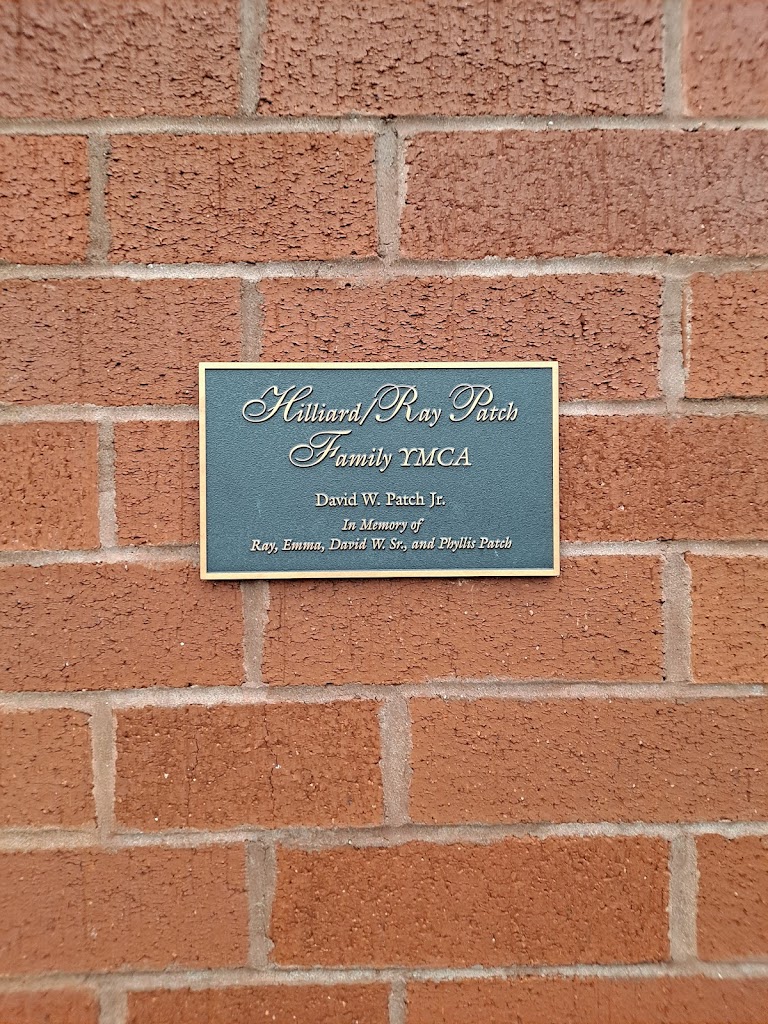 Hilliard/Ray Patch
Family YMCA
David W. Patch Jr.
In Memory of
Ray, Emma, David W. Sr., and Phyllis Patch